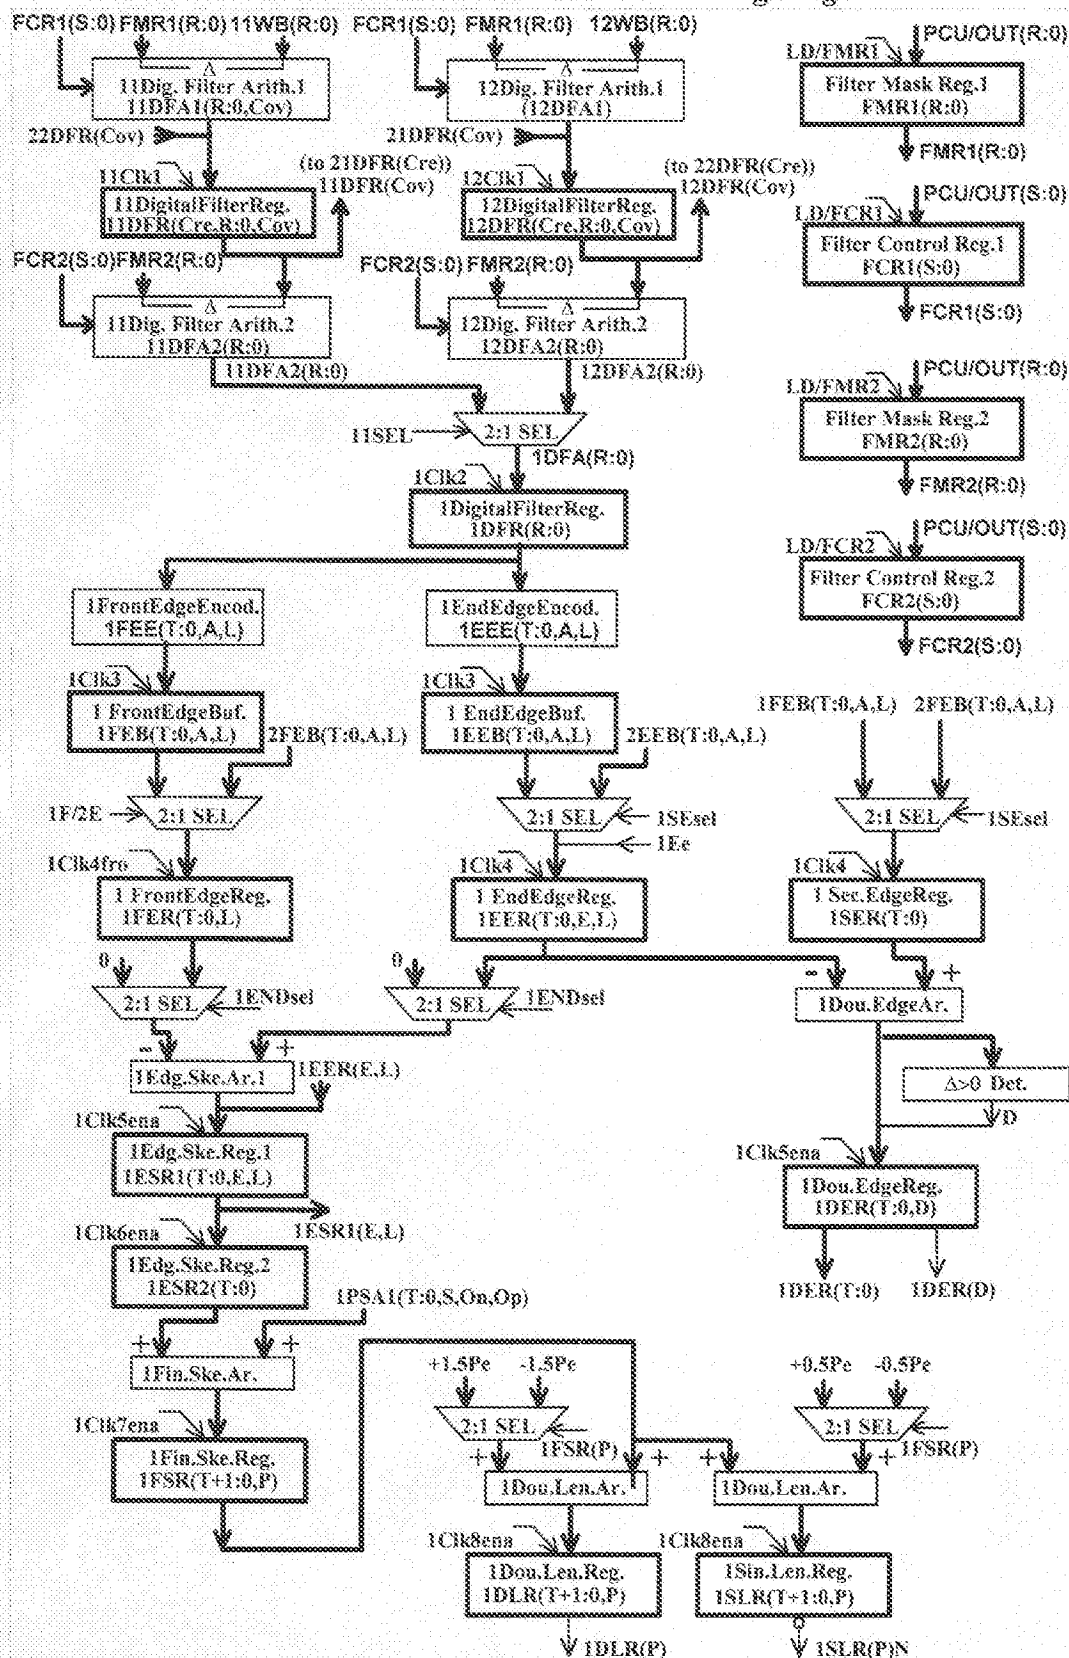 FCR1(S:0) FMR1(R:0) 11WB(R:0)
Δ
11Dig. Filter Arith.1
11DFA1(R:0,Cov)
22DFR(Cov)
11Clk1
(to 21DFR(Cre))
11DFR(Cov)
11DigitalFilterReg.
11DFR(Cre,R:0,Cov)
FCR2(S:0)FMR2(R:0)
Δ
11Dig. Filter Arith.2
11DFA2(R:0)
11DFA2(R:0)
FCR1(S:0) FMR1(R:0) 12WB(R:0)
Δ
12Dig. Filter Arith.1
(12DFA1)
21DFR(Cov)
12Clk1
(to 22DFR(Cre))
12DFR(Cov)
12DigitalFilterReg.
12DFR(Cre,R:0,Cov)
FCR2(S:0) FMR2(R:0)
Δ
12Dig. Filter Arith.2
12DFA2(R:0)
12DFA2(R:0)
PCU/OUT(R:0)
LD/FMR1
Filter Mask Reg.1
FMR1(R:0)
FMR1(R:0)
PCU/OUT(S:0)
LD/FCR1
Filter Control Reg.1
FCR1(S:0)
FCR1(S:0)
PCU/OUT(R:0)
LD/FMR2
Filter Mask Reg.2
FMR2(R:0)
FMR2(R:0)
PCU/OUT(S:0)
LD/FCR2
Filter Control Reg.2
FCR2(S:0)
FCR2(S:0)
11SEL
2:1 SEL
1DFA(R:0)
1Clk2
1DigitalFilterReg.
1DFR(R:0)
1FrontEdgeEncod.
1FEE(T:0,A,L)
1EndEdgeEncod.
1EEE(T:0,A,L)
1Clk3
1 FrontEdgeBuf.
1FEB(T:0,A,L)
2FEB(T:0,A,L)
1Clk3
1 EndEdgeBuf.
1EEB(T:0,A,L)
2EEB(T:0,A,L)
1FEB(T:0,A,L) 2FEB(T:0,A,L)
1F/2E
2:1 SEL
2:1 SEL
1SEsel
1Ee
2:1 SEL
1SEsel
1Clk4fro
1 FrontEdgeReg.
1FER(T:0,L)
1Clk4
1 EndEdgeReg.
1EER(T:0,E,L)
1Clk4
1 Sec.EdgeReg.
1SER(T:0)
0
2:1 SEL
1ENDsel
0
2:1 SEL
1ENDsel
- +
1Dou.EdgeAr.
- +
1Edg.Ske.Ar.1
1EER(E,L)
Δ>0 Det.
D
1Clk5ena
1Edg.Ske.Reg.1
1ESR1(T:0,E,L)
1ESR1(E,L)
1Clk5ena
1Dou.EdgeReg.
1DER(T:0,D)
1DER(T:0) 1DER(D)
1Clk6ena
1Edg.Ske.Reg.2
1ESR2(T:0)
1PSA1(T:0,S,On,Op)
+ +
1Fin.Ske.Ar.
1Clk7ena
1Fin.Ske.Reg.
1FSR(T+1:0,P)
+1.5Pe -1.5Pe
2:1 SEL
1FSR(P)
+ +
1Dou.Len.Ar.
1Clk8ena
1Dou.Len.Reg.
1DLR(T+1:0,P)
1DLR(P)
+0.5Pe -0.5Pe
2:1 SEL
1FSR(P)
+ +
1Dou.Len.Ar.
1Clk8ena
1Sin.Len.Reg.
1SLR(T+1:0,P)
1SLR(P)N